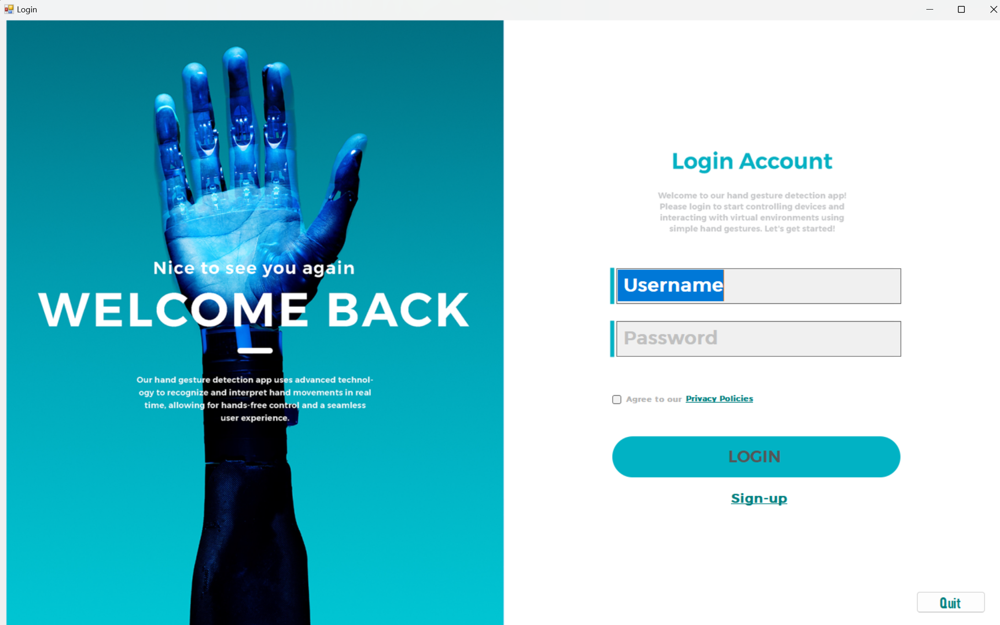 Login
Nice to see you again
WELCOME BACK
Our hand gesture detection app uses advanced technol-
ogy to recognize and interpret hand movements in real
time, allowing for hands-free control and a seamless
user experience.
Login Account
Welcome to our hand gesture detection app!
Please login to start controlling devices and
interacting with virtual environments using
simple hand gestures. Let's get started!
Username
Password
Agree to our Privacy Policies
LOGIN
Sign-up
Quit